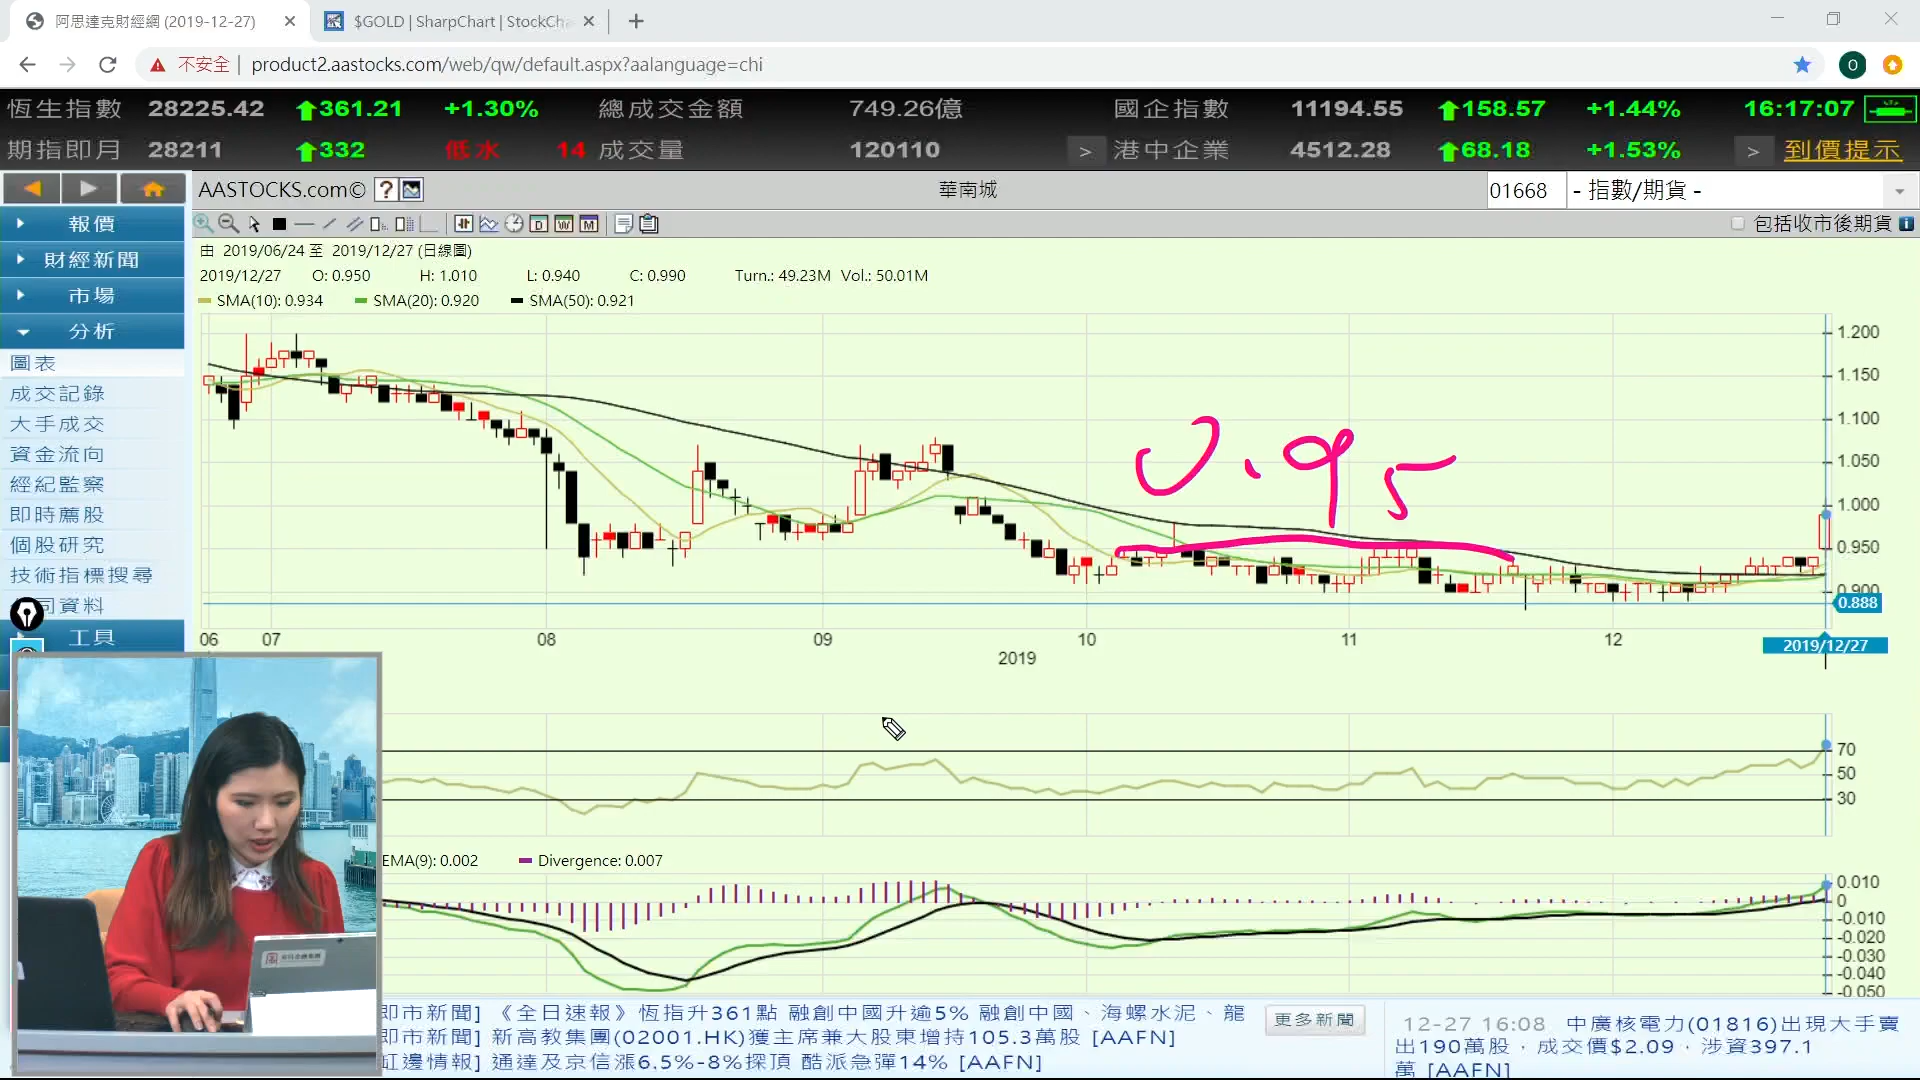 阿思達克財經網 (2019-12-27)
$GOLD | SharpChart | StockCha
不安全 | product2.aastocks.com/web/qw/default.aspx?aalanguage=chi
O
恆生指數 28225.42 361.21 +1.30% 總成交金額 749.26億 國企指數 11194.55 158.57 +1.44% 16:17:07
期指即月 28211 332 低水 14 成交量 120110 > 港中企業 4512.28 68.18 +1.53% > 到價提示
AASTOCKS.com© ? 華南城 01668 - 指數/期貨 -
D W M 包括收市後期貨 i
報價
財經新聞
市場
分析
圖表
成交記錄
大手成交
資金流向
經紀監察
即時薦股
個股研究
技術指標搜尋
司資料
工具
由 2019/06/24 至 2019/12/27 (日線圖)
2019/12/27 O: 0.950 H: 1.010 L: 0.940 C: 0.990 Turn.: 49.23M Vol.: 50.01M
SMA(10): 0.934 SMA(20): 0.920 SMA(50): 0.921
1.200
1.150
1.100
1.050
1.000
0.950
0.900
0.888
0.95
06 07 08 09 10 11 12
2019
2019/12/27
70
50
30
EMA(9): 0.002 Divergence: 0.007
0.010
0
-0.010
-0.020
-0.030
-0.040
-0.050
即市新聞] 《全日速報》恆指升361點 融創中國升逾5% 融創中國、海螺水泥、龍
即市新聞] 新高教集團(02001.HK)獲主席兼大股東增持105.3萬股 [AAFN]
虹邊情報] 通達及京信漲6.5%-8%探頂 酷派急彈14% [AAFN]
更多新聞
12-27 16:08 中廣核電力(01816)出現大手賣
出190萬股，成交價$2.09，涉資397.1
萬 [AAFN]